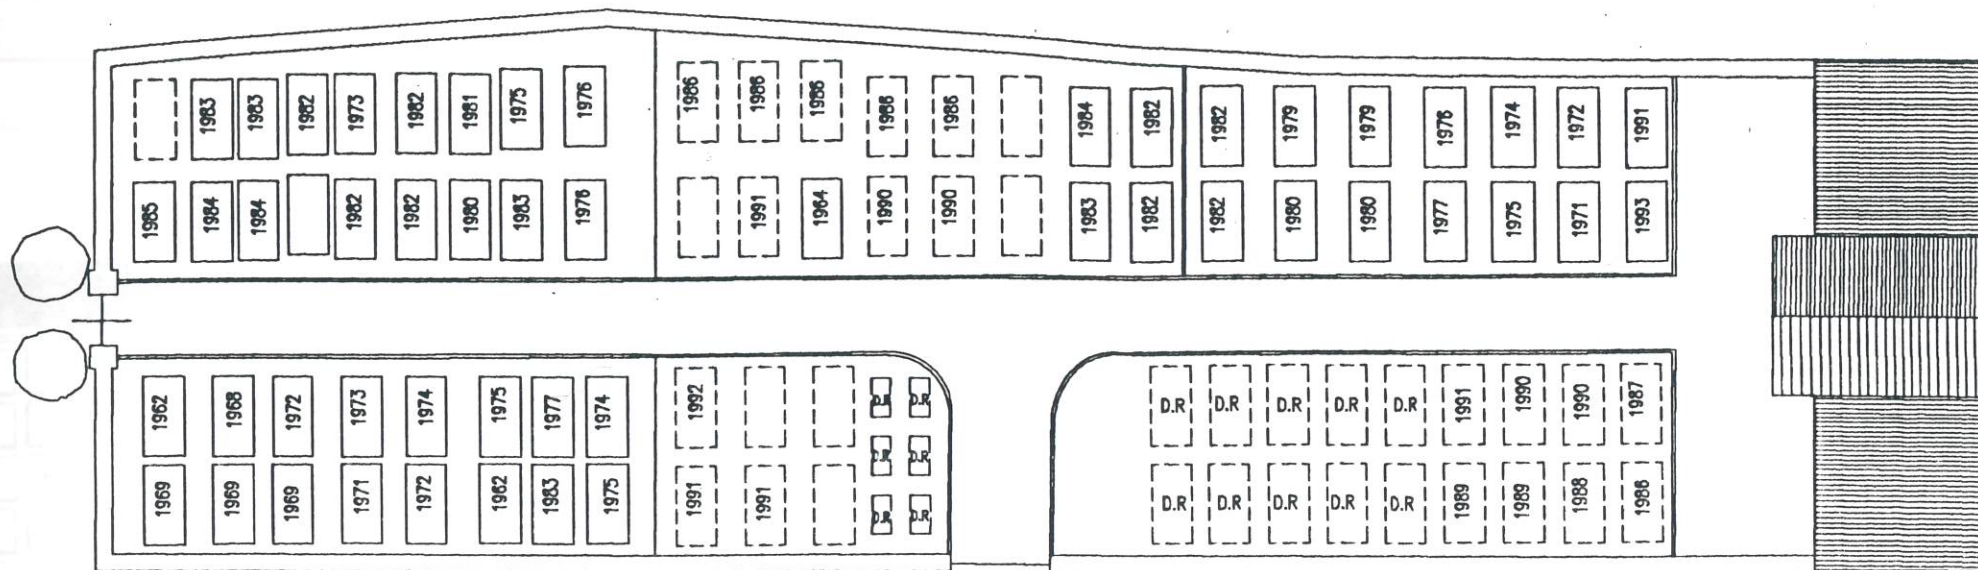 1983 1983 1982 1973 1982 1981 1975 1976
1985 1984 1984 1982 1982 1980 1983 1976
1986 1986 1986 1986 1986 1984 1982
1991 1964 1990 1990 1983 1982
1982 1979 1979 1976 1974 1972 1991
1982 1980 1980 1977 1975 1971 1993
1962 1968 1972 1973 1974 1975 1977 1974
1969 1969 1969 1971 1972 1962 1983 1975
1992 D.R D.R
D.R D.R
1991 1991 D.R D.R
D.R D.R D.R D.R D.R 1991 1990 1990 1987
D.R D.R D.R D.R D.R 1989 1989 1988 1986